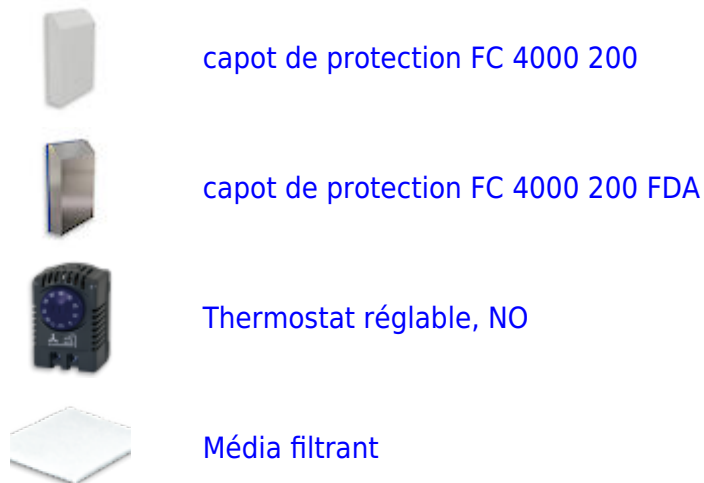 capot de protection FC 4000 200
capot de protection FC 4000 200 FDA
Thermostat réglable, NO
Média filtrant